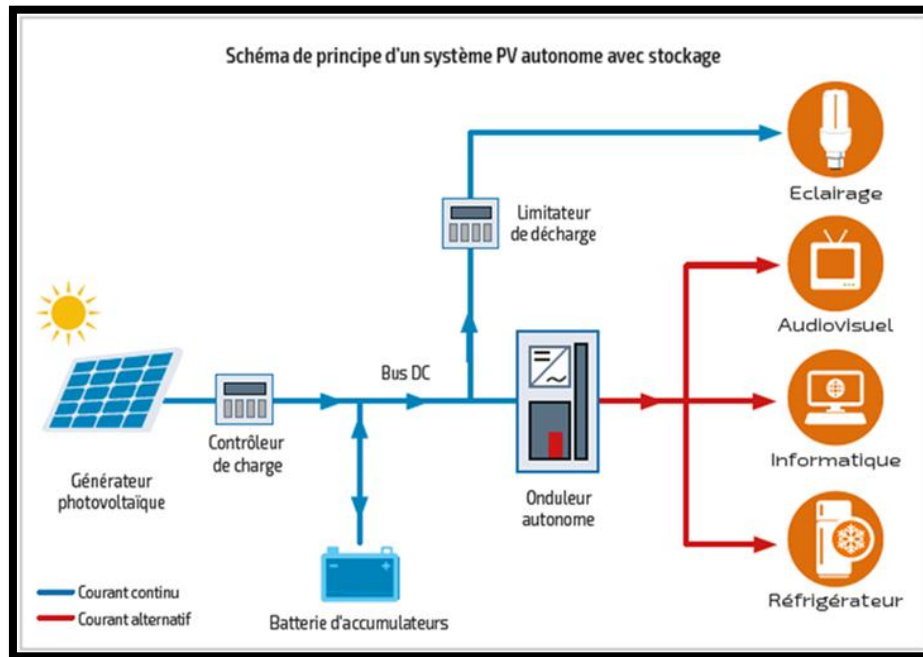 Schéma de principe d'un système PV autonome avec stockage
Eclairage
Limitateur
de décharge
Audiovisuel
Bus DC
Contrôleur
de charge
Informatique
Générateur
photovoltaïque
Onduleur
autonome
Réfrigérateur
Courant continu
Courant alternatif
Batterie d'accumulateurs